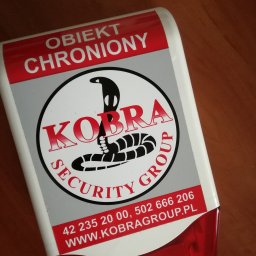 OBIEKT
CHRONIONY
KOBRA
SECURITY GROUP
42 235 20 00, 502 666 206
WWW.KOBRAGROUP.PL